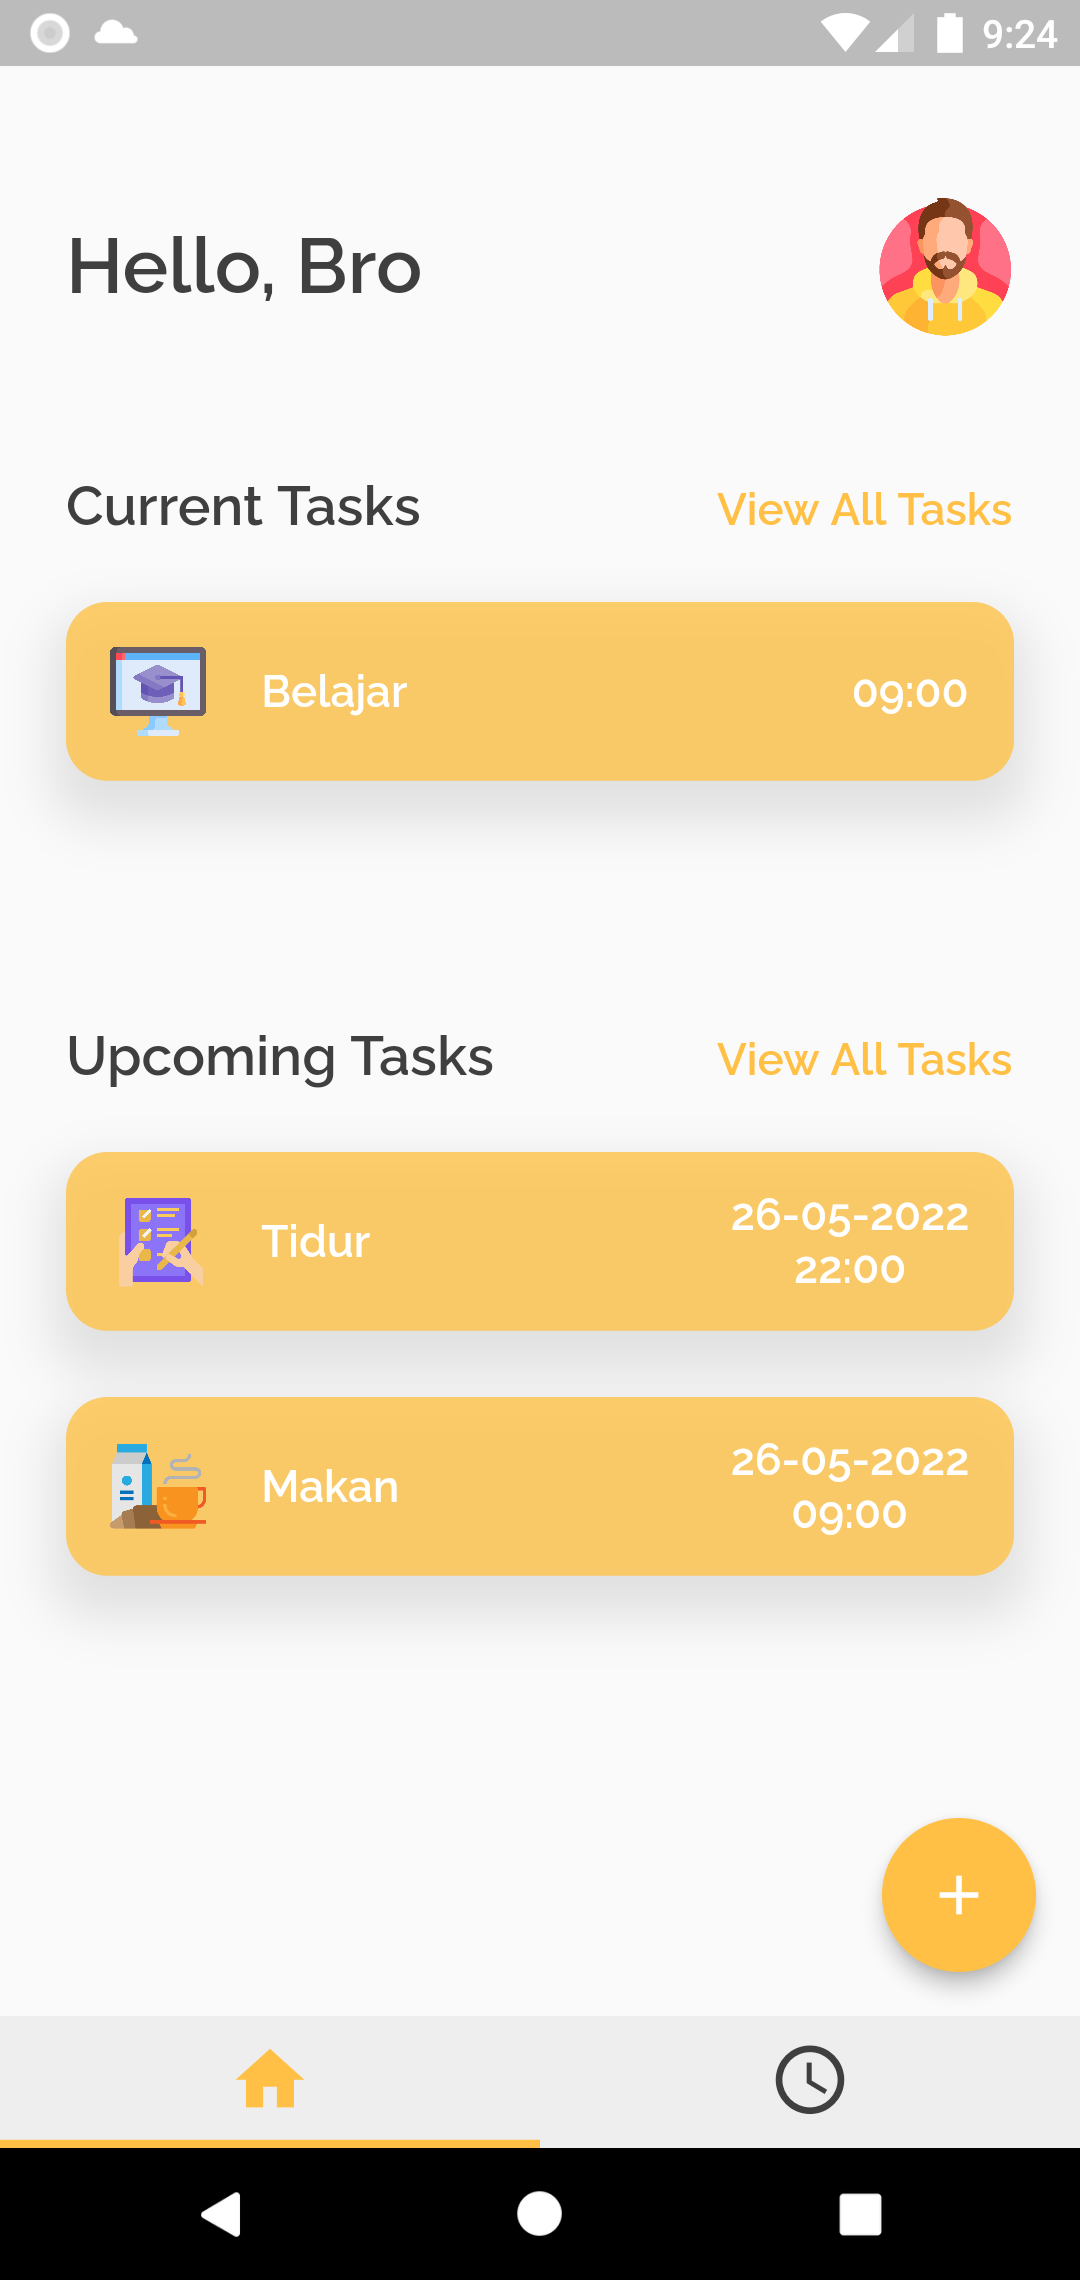 9:24
Hello, Bro
Current Tasks
View All Tasks
Belajar
09:00
Upcoming Tasks
View All Tasks
Tidur
26-05-2022
22:00
Makan
26-05-2022
09:00